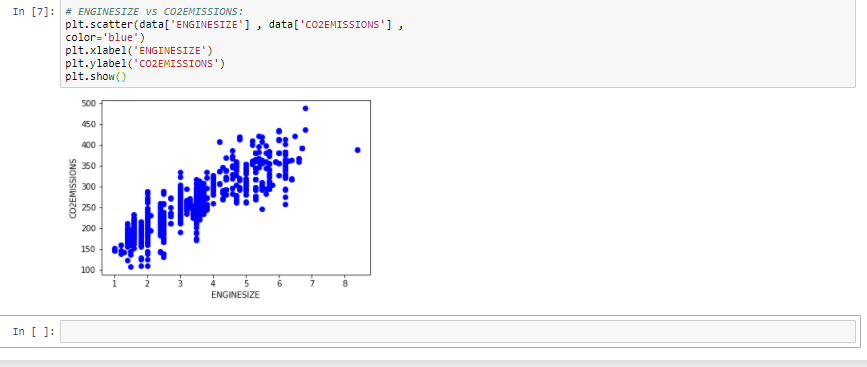 In [7]: # ENGINESIZE vs CO2EMISSIONS:
plt.scatter(data['ENGINESIZE'] , data['CO2EMISSIONS'] ,
color='blue')
plt.xlabel('ENGINESIZE')
plt.ylabel('CO2EMISSIONS')
plt.show()
500
450
400
350
300
250
200
150
100
CO2EMISSIONS
1 2 3 4 5 6 7 8
ENGINESIZE
In [ ]: